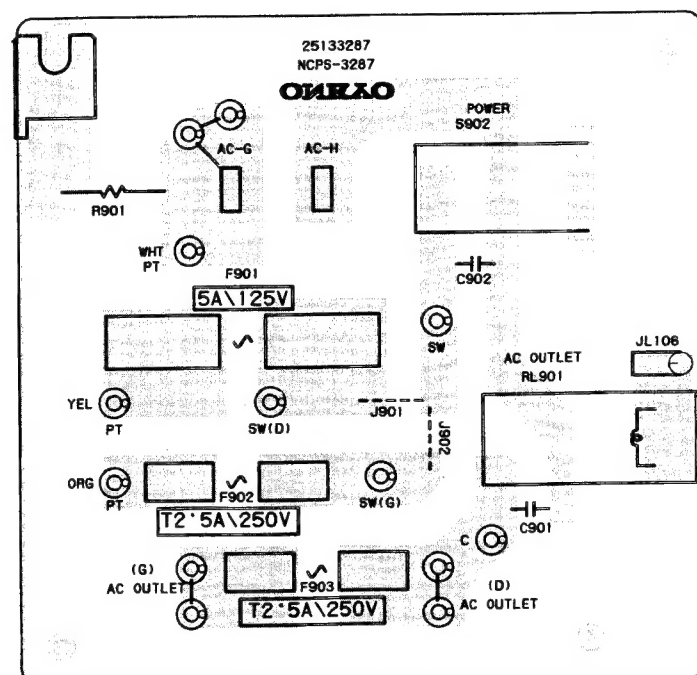 25133287
NCPS-3287
ONKYO
POWER
S902
AC-G
AC-H
R901
WHT
PT
C902
F901
5A\125V
SW
JL106
AC OUTLET
RL901
YEL
PT
SW(D)
J901
J902
ORG
PT
F902
SW(G)
T2·5A\250V
C901
C
(G)
AC OUTLET
F903
(D)
AC OUTLET
T2·5A\250V